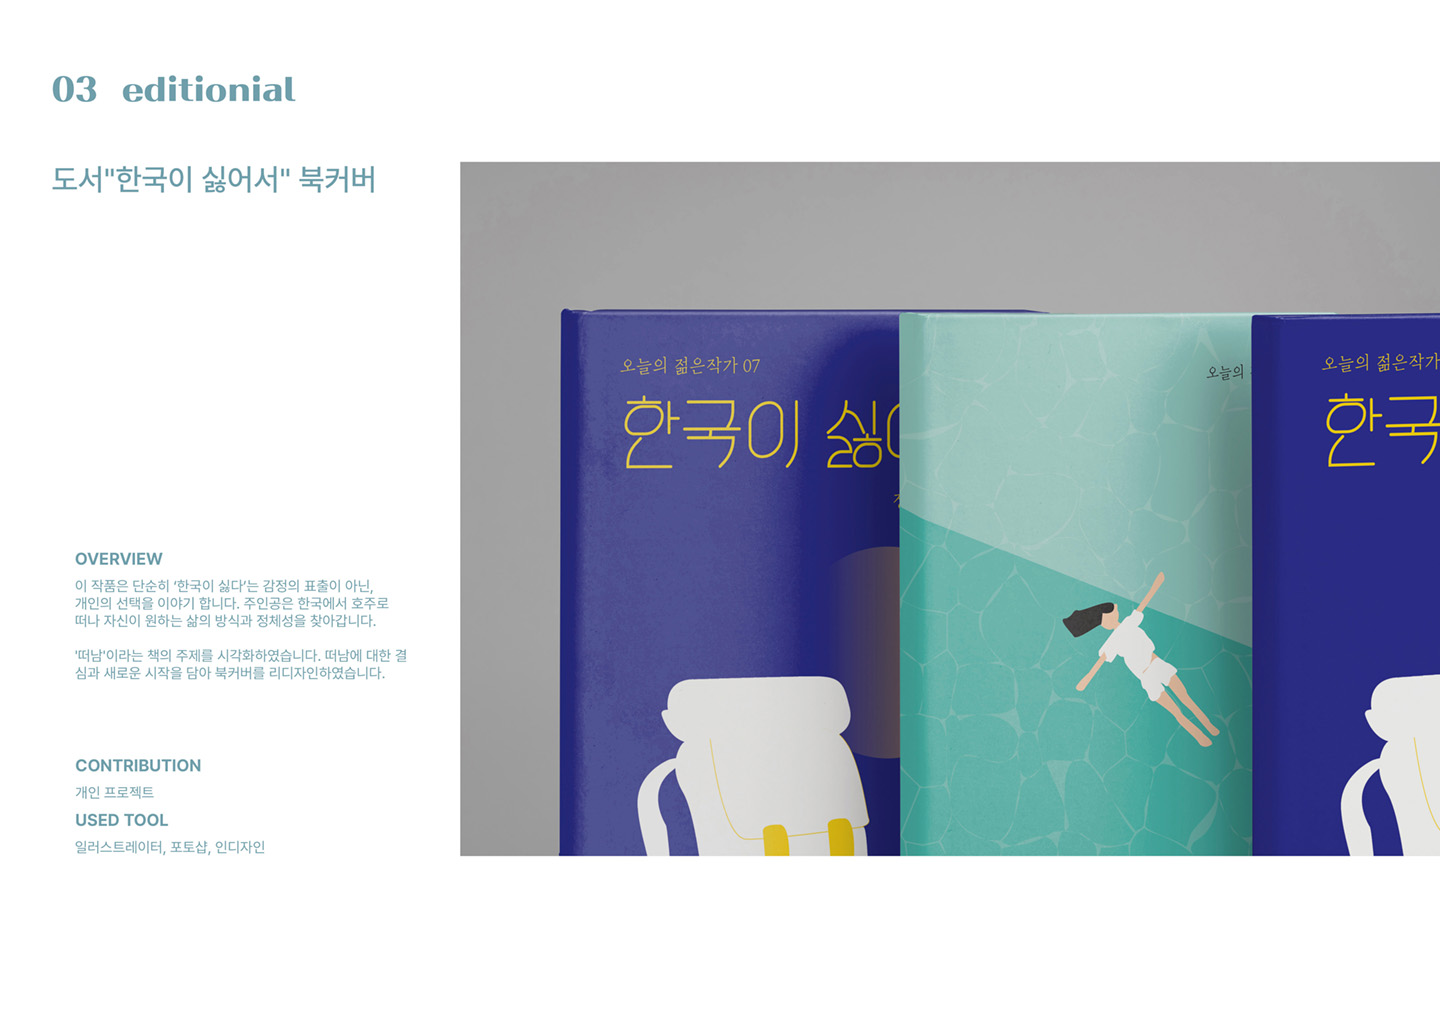 03 editionial
도서"한국이 싫어서" 북커버
OVERVIEW
이 작품은 단순히 '한국이 싫다'는 감정의 표출이 아닌,
개인의 선택을 이야기 합니다. 주인공은 한국에서 호주로
떠나 자신이 원하는 삶의 방식과 정체성을 찾아갑니다.
'떠남'이라는 책의 주제를 시각화하였습니다. 떠남에 대한 결
심과 새로운 시작을 담아 북커버를 리디자인하였습니다.
CONTRIBUTION
개인 프로젝트
USED TOOL
일러스트레이터, 포토샵, 인디자인
오늘의 젊은작가 07
한국이 싫
오늘의
오늘의 젊은작가
한국